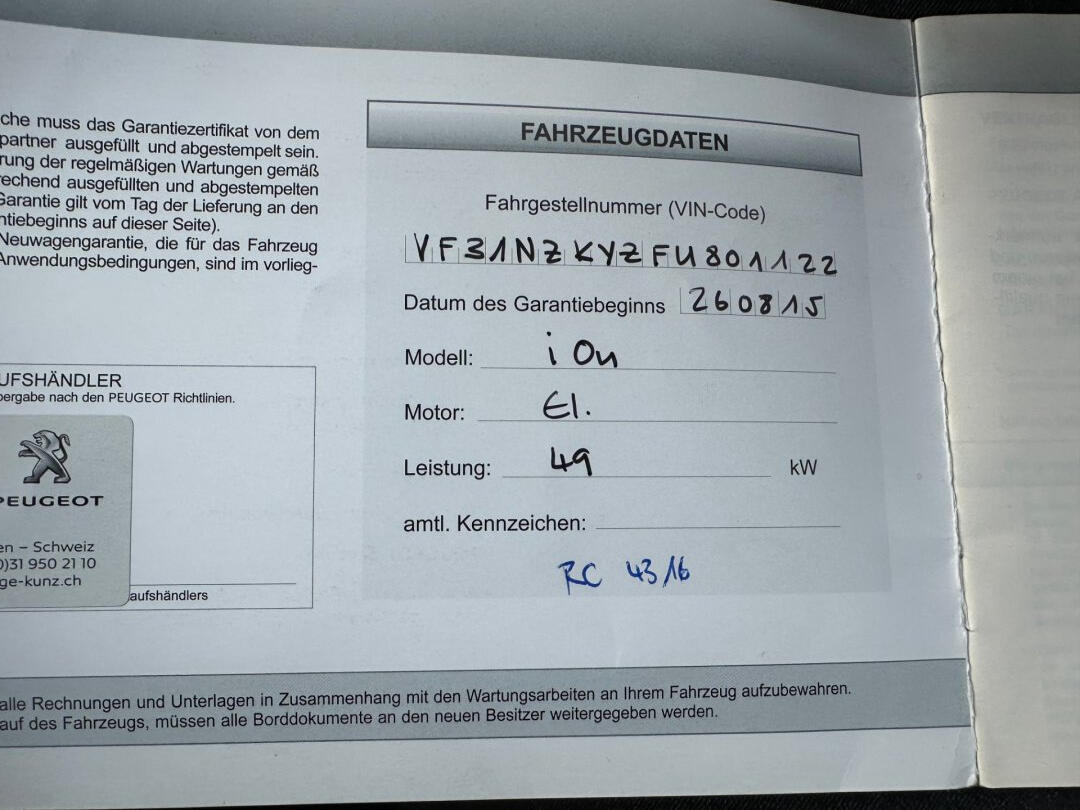 che muss das Garantiezertifikat von dem
partner ausgefüllt und abgestempelt sein.
rung der regelmäßigen Wartungen gemäß
rechend ausgefüllten und abgestempelten
Garantie gilt vom Tag der Lieferung an den
ntiebeginns auf dieser Seite).
Neuwagengarantie, die für das Fahrzeug
Anwendungsbedingungen, sind im vorlieg-
UFSHÄNDLER
bergabe nach den PEUGEOT Richtlinien.
PEUGEOT
en – Schweiz
0)31 950 21 10
ge-kunz.ch
aufshändlers
FAHRZEUGDATEN
Fahrgestellnummer (VIN-Code)
VF31NZKYZFU801122
Datum des Garantiebeginns 260815
Modell: i On
Motor: El.
Leistung: 49 kW
amtl. Kennzeichen:
RC 43/16
alle Rechnungen und Unterlagen in Zusammenhang mit den Wartungsarbeiten an Ihrem Fahrzeug aufzubewahren.
auf des Fahrzeugs, müssen alle Borddokumente an den neuen Besitzer weitergegeben werden.